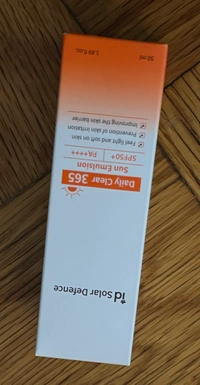 id Solar Defence
Daily Clear 365
Sun Emulsion
SPF50+ PA++++
Feel light and soft on skin
Prevention of skin irritation
Improving the skin barrier
50 ml 1.69 fl.oz.